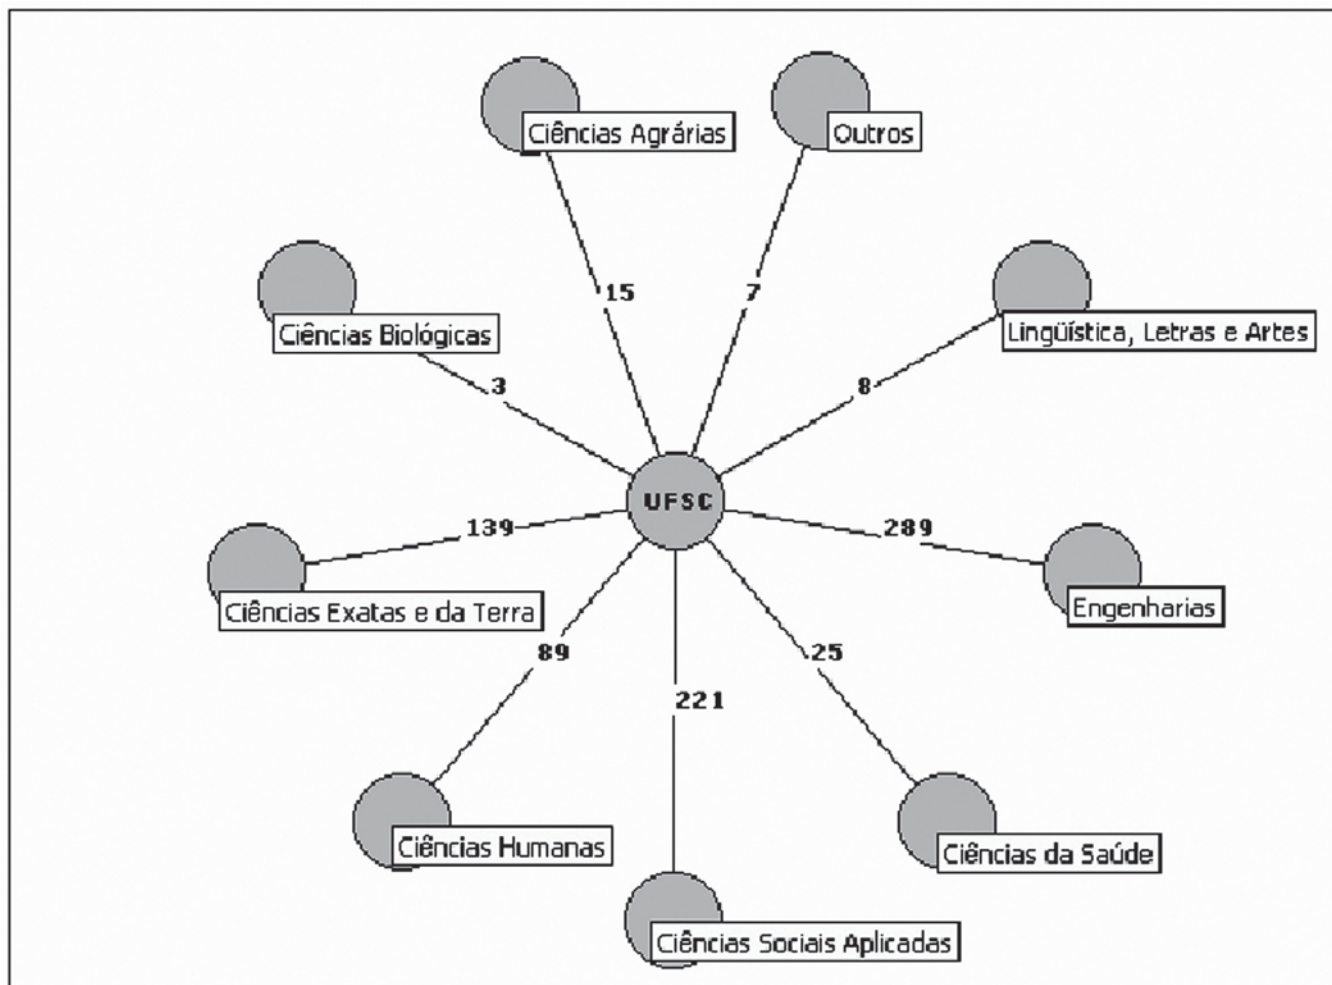 Ciências Agrárias
Outros
Ciências Biológicas
15
7
Lingüística, Letras e Artes
3
8
UFSC
139
289
Ciências Exatas e da Terra
Engenharias
89
25
221
Ciências Humanas
Ciências da Saúde
Ciências Sociais Aplicadas